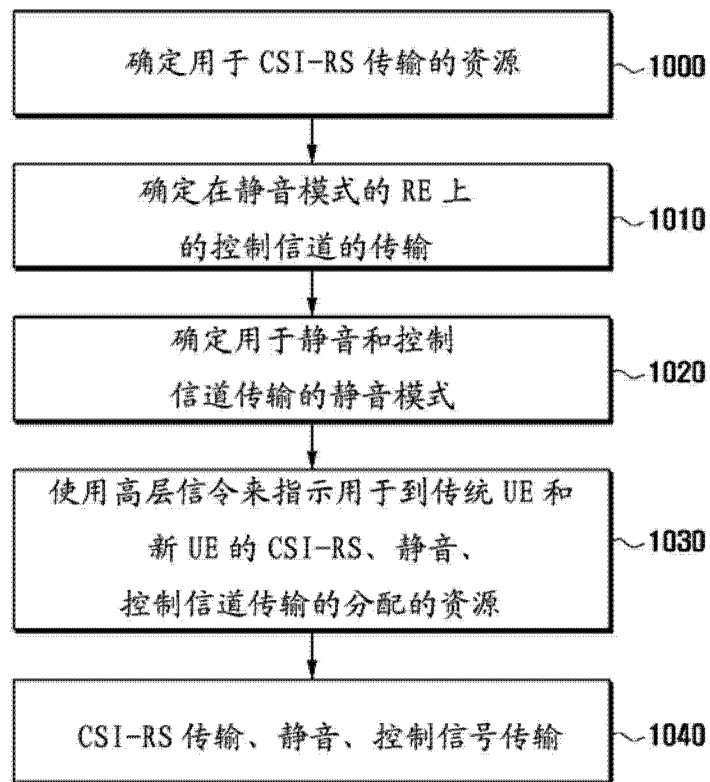 确定用于 CSI-RS 传输的资源
1000
确定在静音模式的 RE 上
的控制信道的传输
1010
确定用于静音和控制
信道传输的静音模式
1020
使用高层信令来指示用于到传统 UE 和
新 UE 的 CSI-RS、静音、
控制信道传输的分配的资源
1030
CSI-RS 传输、静音、控制信号传输
1040